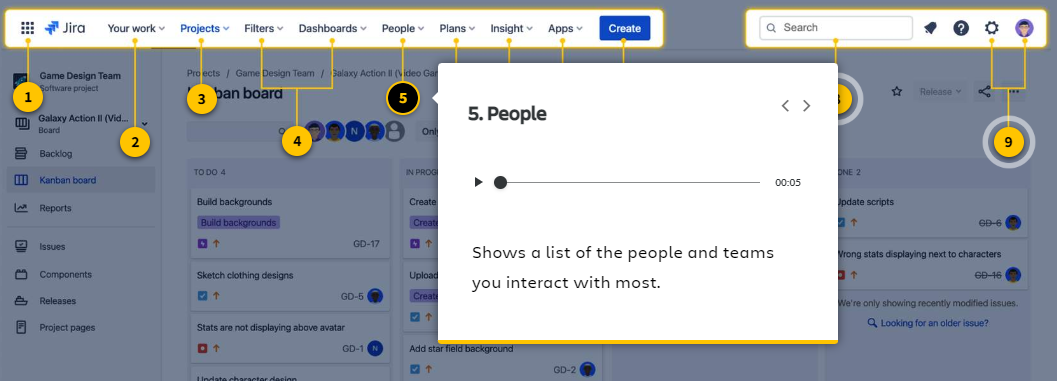 Jira Your work Projects Filters Dashboards People Plans Insight Apps Create Search
Game Design Team
Software project
Projects / Game Design Team / Galaxy Action II (Video Gar
1 2 3 4 5 9
Kanban board
Release
Galaxy Action II (Vid...
Board
Only
Backlog
Kanban board
Reports
Issues
Components
Releases
Project pages
TO DO 4
Build backgrounds
Build backgrounds
GD-17
Sketch clothing designs
GD-5
Stats are not displaying above avatar
GD-1 N
Update character design
IN PROG
Create
Create
Upload
Create
Add star field background
GD-2
5. People
00:05
Shows a list of the people and teams
you interact with most.
ONE 2
Update scripts
GD-6
Wrong stats displaying next to characters
GD-16
We're only showing recently modified issues.
Looking for an older issue?